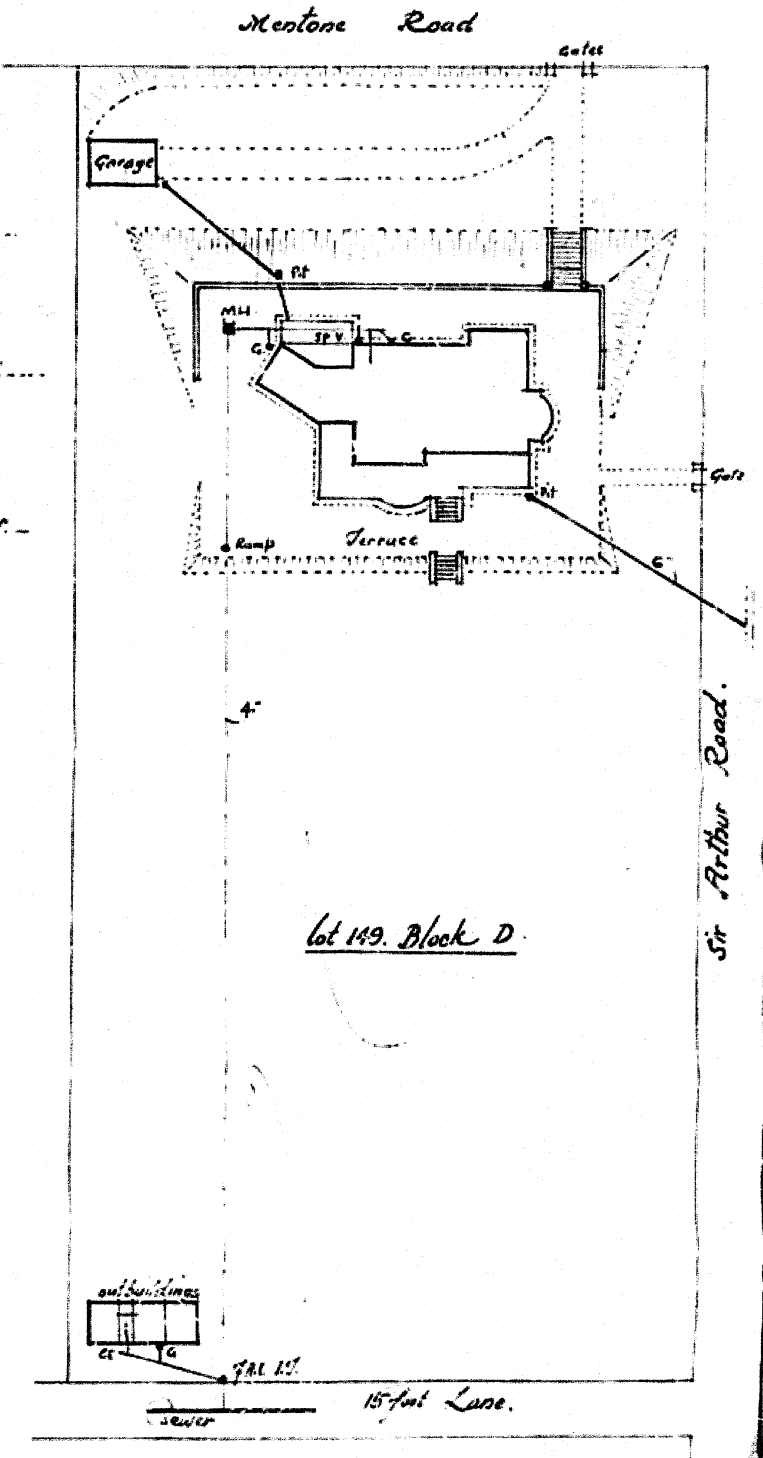 Mentone Road
Gates
Garage
Pit
MH
G
SP V
G
Gate
Pit
Ramp
Terrace
G
4"
Sir Arthur Road.
Lot 149. Block D.
outbuildings
G
15 foot Lane.
sewer